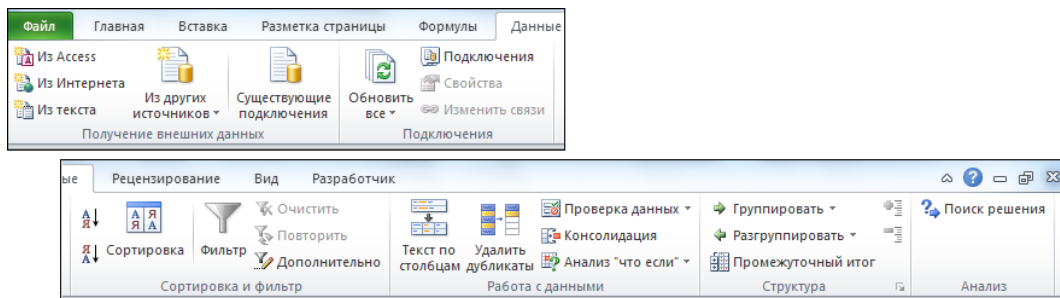 Файл Главная Вставка Разметка страницы Формулы Данные
Из Access
Из Интернета
Из текста
Из других
источников
Существующие
подключения
Получение внешних данных
Обновить
все
Подключения
Свойства
Изменить связи
Подключения
ые Рецензирование Вид Разработчик
Сортировка
Фильтр
Очистить
Повторить
Дополнительно
Сортировка и фильтр
Текст по
столбцам
Удалить
дубликаты
Проверка данных
Консолидация
Анализ "что если"
Работа с данными
Группировать
Разгруппировать
Промежуточный итог
Структура
Поиск решения
Анализ